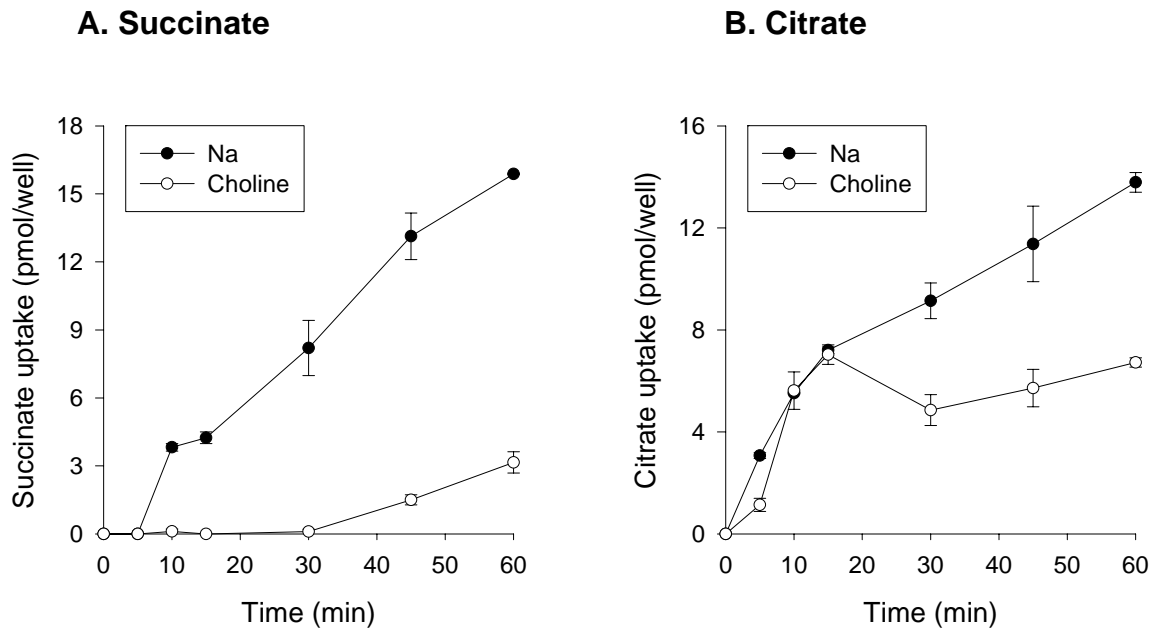 A. Succinate
B. Citrate
Succinate uptake (pmol/well)
18
15
12
9
6
3
0
Na
Choline
0 10 20 30 40 50 60
Time (min)
Citrate uptake (pmol/well)
16
12
8
4
0
Na
Choline
0 10 20 30 40 50 60
Time (min)